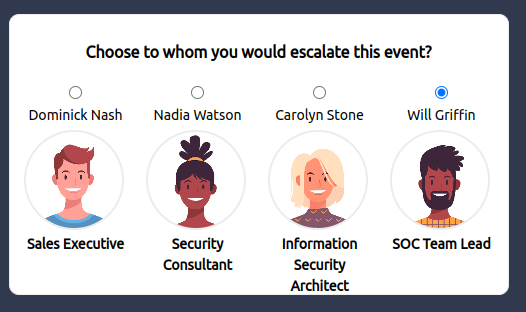 Choose to whom you would escalate this event?
Dominick Nash
Nadia Watson
Carolyn Stone
Will Griffin
Sales Executive
Security
Consultant
Information
Security
Architect
SOC Team Lead